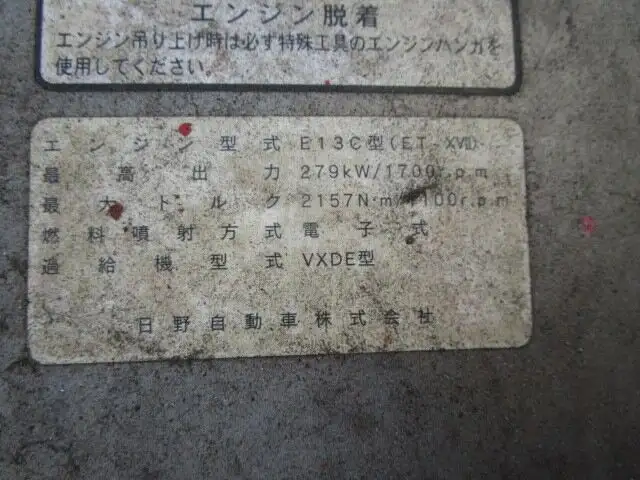 エンジン脱着
エンジン吊り上げ時は必ず特殊工具のエンジンハンガを
使用してください
エンジン型式 E13C型(ET-XVII)
最高出力 279kW/1700r.p.m
最大トルク 2157N·m/1100r.p.m
燃料噴射方式 電子式
過給機型式 VXDE型
日野自動車株式会社